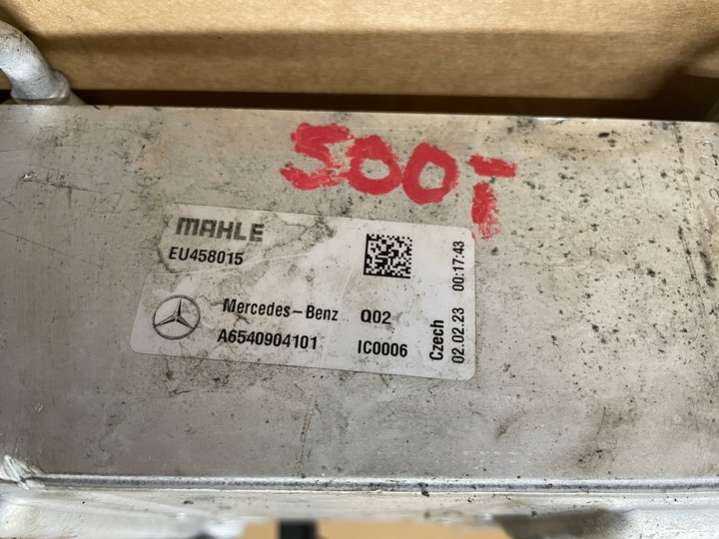 500T
MAHLE
EU458015
Mercedes-Benz Q02
A6540904101 IC0006
Czech
02.02.23 00:17:43